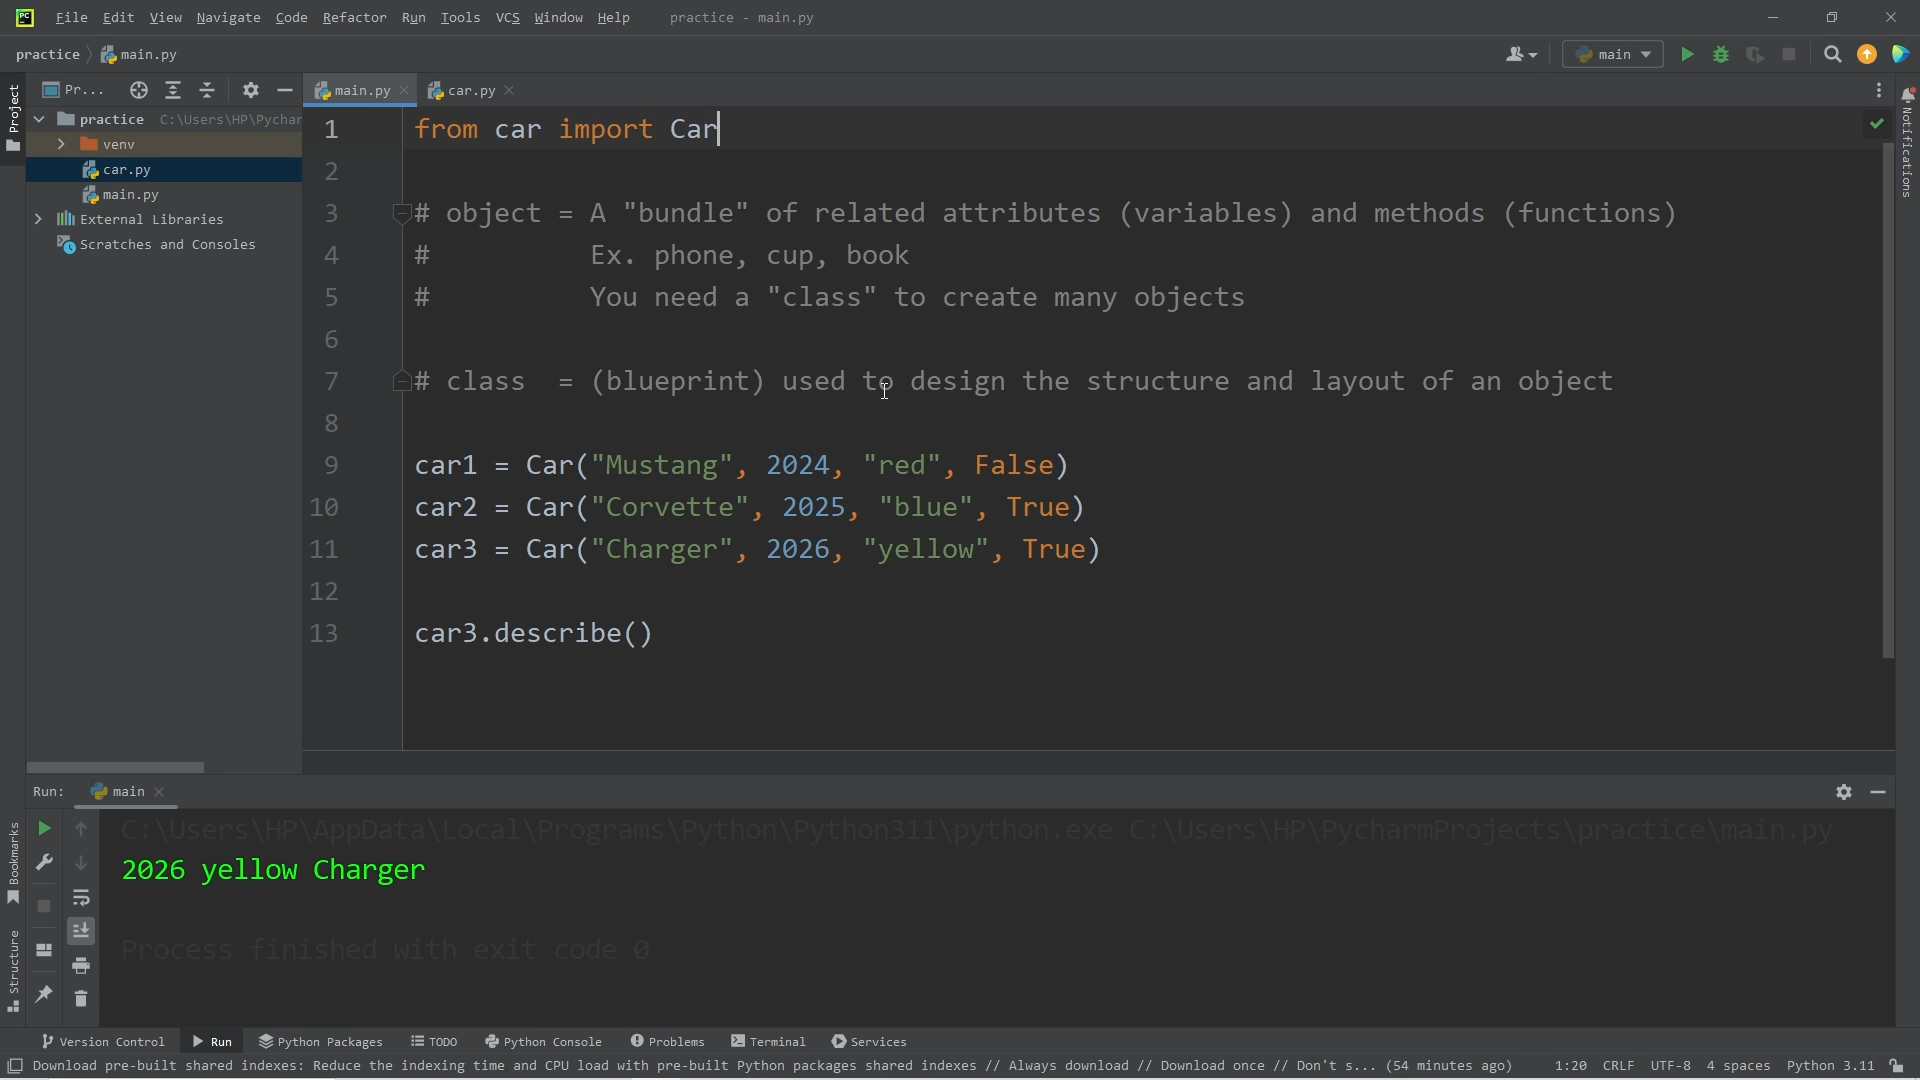 File Edit View Navigate Code Refactor Run Tools VCS Window Help practice - main.py
practice main.py main
Pr... main.py car.py
Project
practice C:\Users\HP\Pychar
venv
car.py
main.py
External Libraries
Scratches and Consoles
1 from car import Car
2
3 # object = A "bundle" of related attributes (variables) and methods (functions)
4 # Ex. phone, cup, book
5 # You need a "class" to create many objects
6
7 # class = (blueprint) used to design the structure and layout of an object
8
9 car1 = Car("Mustang", 2024, "red", False)
10 car2 = Car("Corvette", 2025, "blue", True)
11 car3 = Car("Charger", 2026, "yellow", True)
12
13 car3.describe()
Notifications
Run: main
C:\Users\HP\AppData\Local\Programs\Python\Python311\python.exe C:\Users\HP\PycharmProjects\practice\main.py
2026 yellow Charger
Process finished with exit code 0
Bookmarks
Structure
Version Control Run Python Packages TODO Python Console Problems Terminal Services
Download pre-built shared indexes: Reduce the indexing time and CPU load with pre-built Python packages shared indexes // Always download // Download once // Don't s... (54 minutes ago) 1:20 CRLF UTF-8 4 spaces Python 3.11